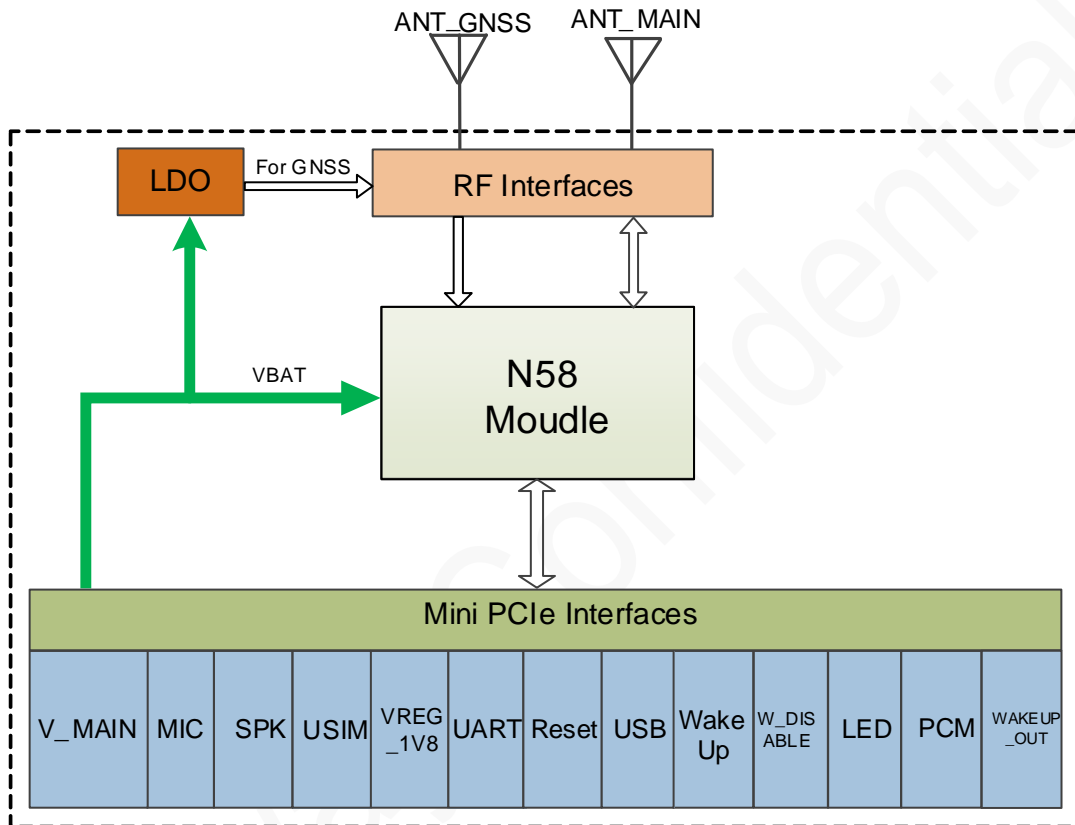 ANT_GNSS
ANT_MAIN
LDO
For GNSS
RF Interfaces
VBAT
N58
Moudle
Mini PCIe Interfaces
V_MAIN
MIC
SPK
USIM
VREG
_1V8
UART
Reset
USB
Wake
Up
W_DIS
ABLE
LED
PCM
WAKEUP
_OUT
Confidential